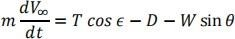 m dV∞/dt = T cos ϵ − D − W sin θ